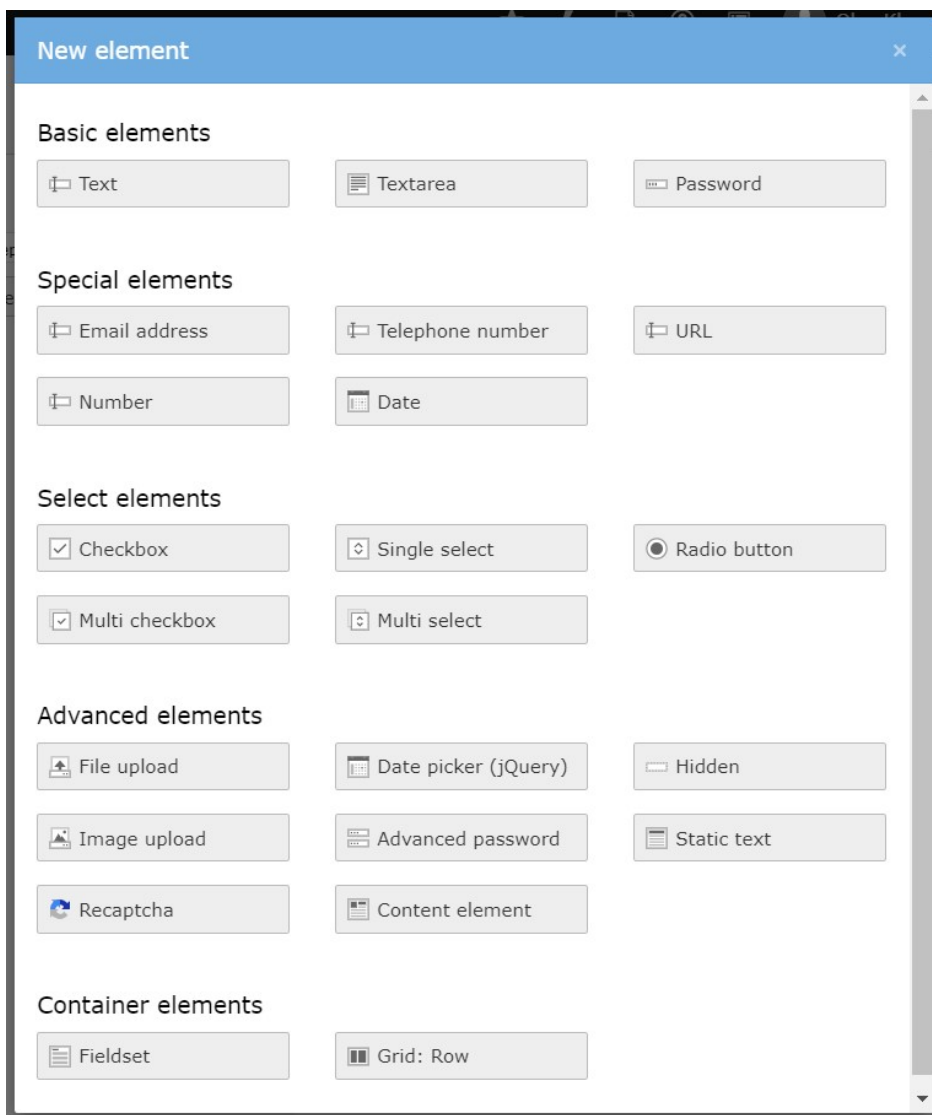 New element ×
Basic elements
Text Textarea Password
Special elements
Email address Telephone number URL
Number Date
Select elements
Checkbox Single select Radio button
Multi checkbox Multi select
Advanced elements
File upload Date picker (jQuery) Hidden
Image upload Advanced password Static text
Recaptcha Content element
Container elements
Fieldset Grid: Row